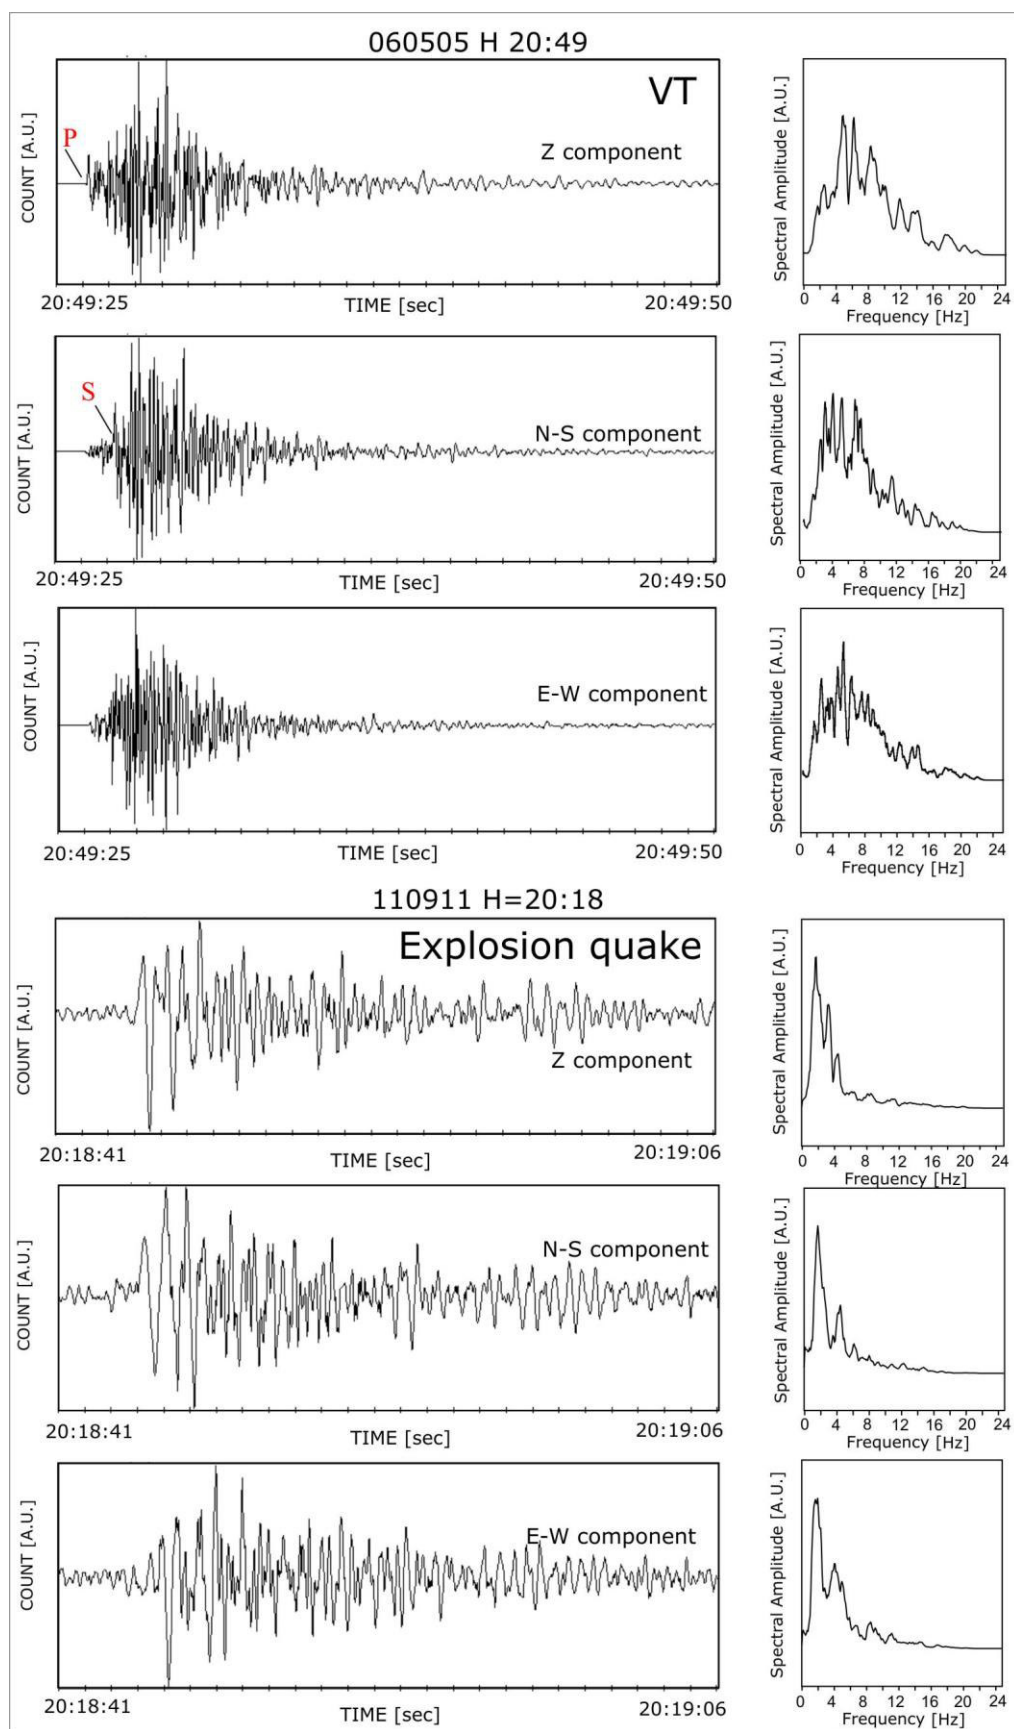 060505 H 20:49
VT
P
Z component
COUNT [A.U.]
20:49:25 TIME [sec] 20:49:50
Spectral Amplitude [A.U.]
0 4 8 12 16 20 24
Frequency [Hz]
S
N-S component
COUNT [A.U.]
20:49:25 TIME [sec] 20:49:50
Spectral Amplitude [A.U.]
0 4 8 12 16 20 24
Frequency [Hz]
E-W component
COUNT [A.U.]
20:49:25 TIME [sec] 20:49:50
Spectral Amplitude [A.U.]
0 4 8 12 16 20 24
Frequency [Hz]
110911 H=20:18
Explosion quake
Z component
COUNT [A.U.]
20:18:41 TIME [sec] 20:19:06
Spectral Amplitude [A.U.]
0 4 8 12 16 20 24
Frequency [Hz]
N-S component
COUNT [A.U.]
20:18:41 TIME [sec] 20:19:06
Spectral Amplitude [A.U.]
0 4 8 12 16 20 24
Frequency [Hz]
E-W component
COUNT [A.U.]
20:18:41 TIME [sec] 20:19:06
Spectral Amplitude [A.U.]
0 4 8 12 16 20 24
Frequency [Hz]